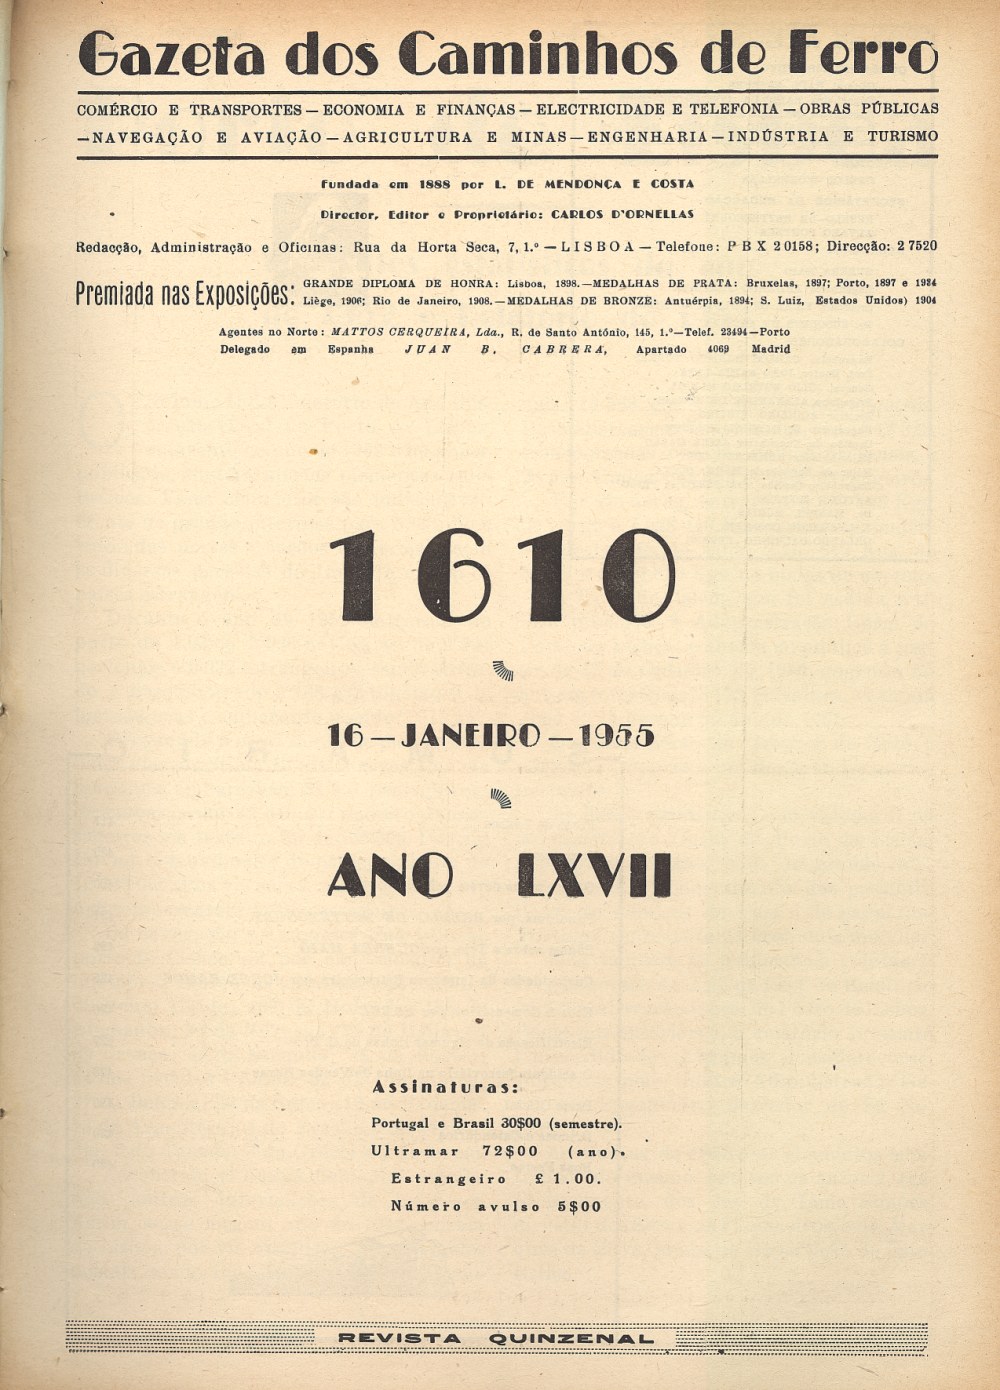 Gazeta dos Caminhos de Ferro
COMÉRCIO E TRANSPORTES — ECONOMIA E FINANÇAS — ELECTRICIDADE E TELEFONIA — OBRAS PÚBLICAS
— NAVEGAÇÃO E AVIAÇÃO — AGRICULTURA E MINAS — ENGENHARIA — INDÚSTRIA E TURISMO
Fundada em 1888 por L. DE MENDONÇA E COSTA
Director, Editor e Proprietário: CARLOS D'ORNELLAS
Redacção, Administração e Oficinas: Rua da Horta Seca, 7, 1.º — LISBOA — Telefone: PBX 20158; Direcção: 27520
Premiada nas Exposições:
GRANDE DIPLOMA DE HONRA: Lisboa, 1898. — MEDALHAS DE PRATA: Bruxelas, 1897; Porto, 1897 e 1934
Liège, 1906; Rio de Janeiro, 1908. — MEDALHAS DE BRONZE: Antuérpia, 1894; S. Luiz, Estados Unidos) 1904
Agentes no Norte: MATTOS CERQUEIRA, Lda., R. de Santo António, 145, 1.º — Telef. 23494 — Porto
Delegado em Espanha JUAN B. CABRERA, Apartado 4069 Madrid
1610
16 — JANEIRO — 1955
ANO LXVII
Assinaturas:
Portugal e Brasil 30$00 (semestre).
Ultramar 72$00 (ano).
Estrangeiro £ 1.00.
Número avulso 5$00
REVISTA QUINZENAL